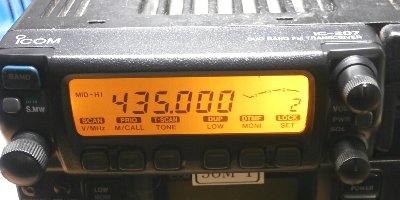 ICOM
IC-207
DUO BAND FM TRANSCEIVER
BAND
MID-HI
435.000
2
S.MW
SCAN PRIO T-SCAN DUP DTMF LOCK
V/MHz M/CALL TONE LOW MONI SET
VOL
PWR
SQL
LOW
POWER